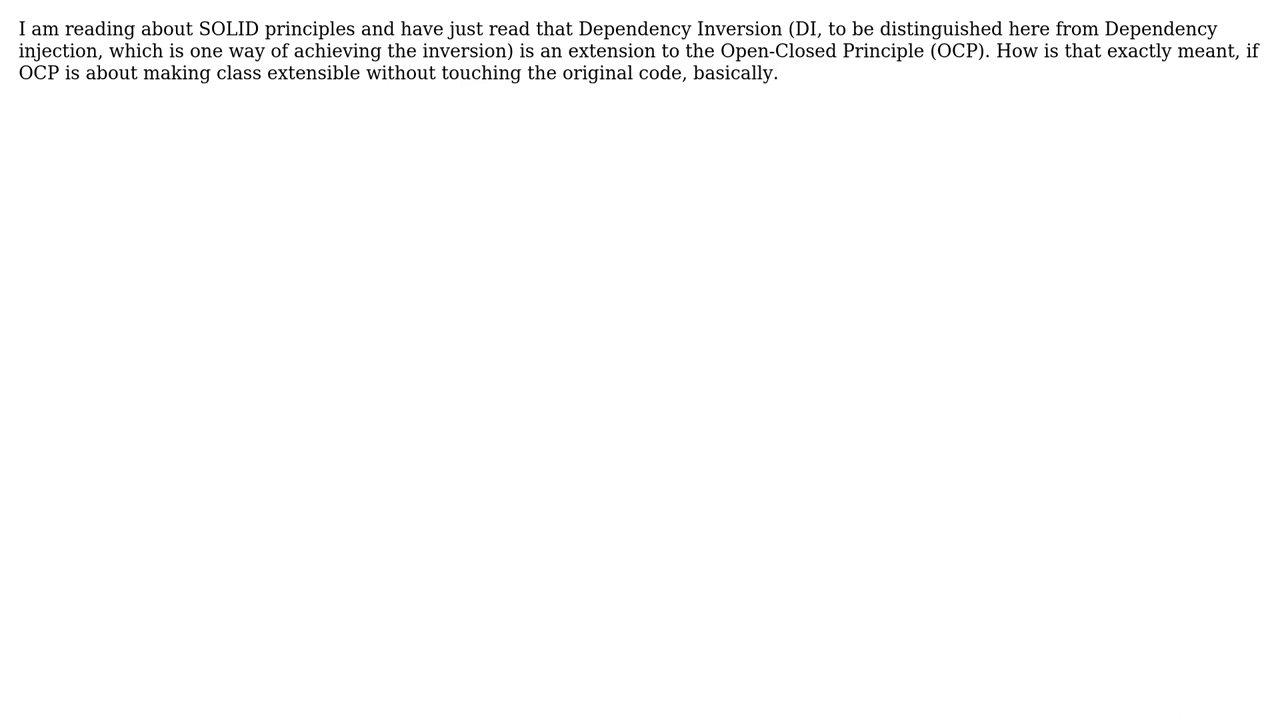 I am reading about SOLID principles and have just read that Dependency Inversion (DI, to be distinguished here from Dependency
injection, which is one way of achieving the inversion) is an extension to the Open-Closed Principle (OCP). How is that exactly meant, if
OCP is about making class extensible without touching the original code, basically.